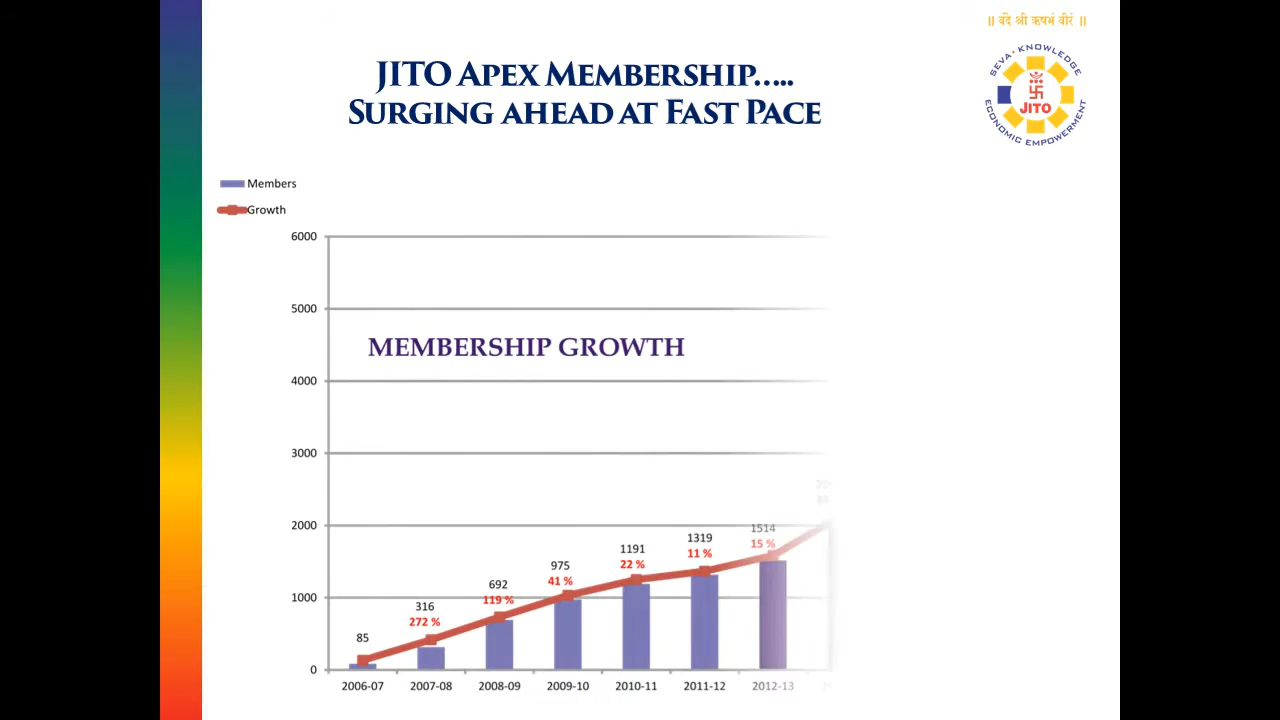 ॥ वंदे श्री ऋषभं वीरं ॥
JITO APEX MEMBERSHIP.....
SURGING AHEAD AT FAST PACE
SEVA • KNOWLEDGE
JITO
ECONOMIC EMPOWERMENT
Members
Growth
6000
5000
MEMBERSHIP GROWTH
4000
3000
2000
1000
0
1514
15 %
1319
11 %
1191
22 %
975
41 %
692
119 %
316
272 %
85
2006-07 2007-08 2008-09 2009-10 2010-11 2011-12 2012-13